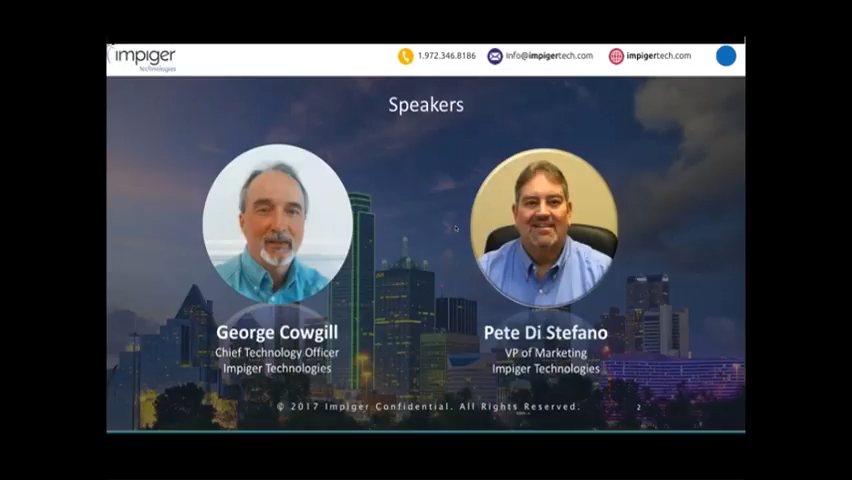 impiger
technologies
1.972.346.8186
info@impigertech.com
impigertech.com
Speakers
George Cowgill
Chief Technology Officer
Impiger Technologies
Pete Di Stefano
VP of Marketing
Impiger Technologies
© 2017 Impiger Confidential. All Rights Reserved.
2